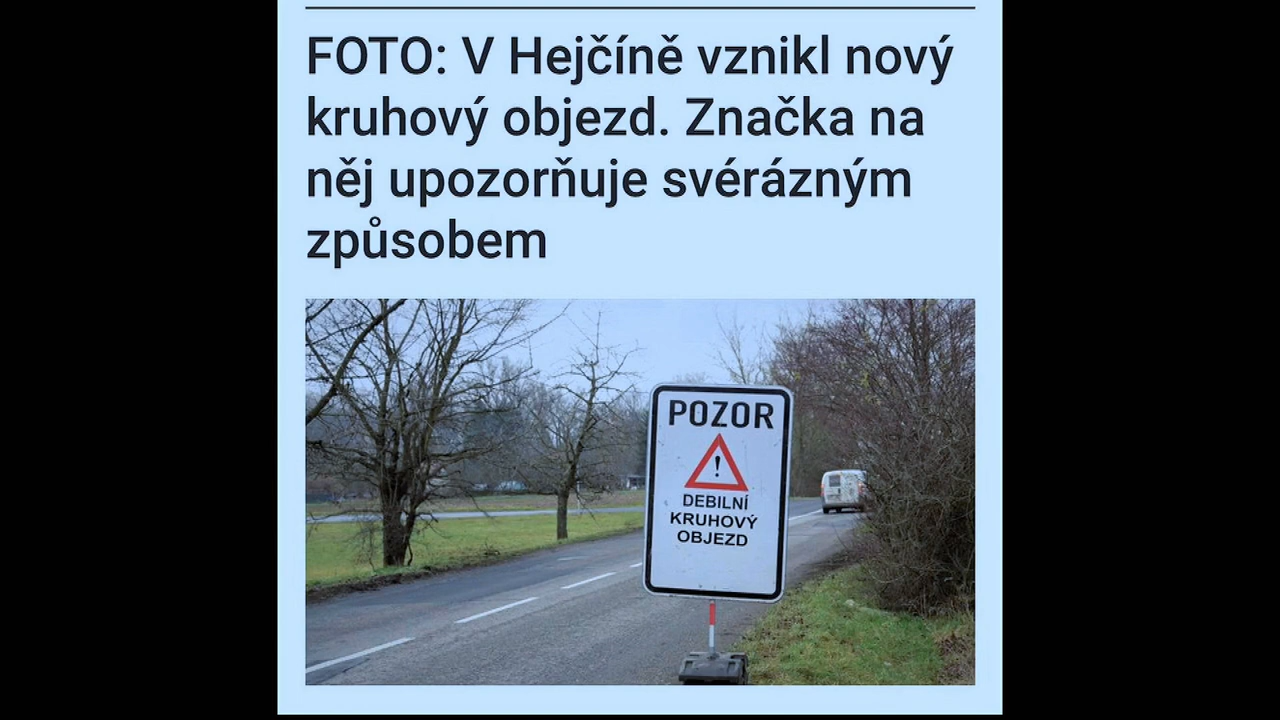 FOTO: V Hejčíně vznikl nový
kruhový objezd. Značka na
něj upozorňuje svérázným
způsobem
POZOR
!
DEBILNÍ
KRUHOVÝ
OBJEZD